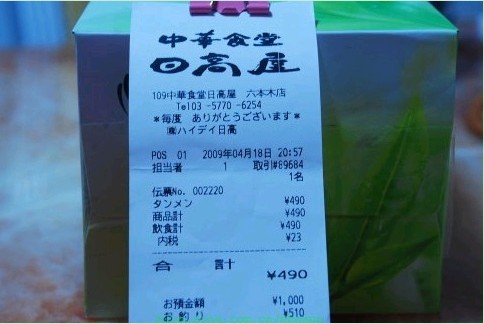 中華食堂
日高屋
109中華食堂日高屋 六本木店
Tel03 -5770-6254
*毎度 ありがとうございます*
㈱ハイデイ日高
POS 01 2009年04月18日 20:57
担当者 1 取引#89684
1名
伝票No. 002220
タンメン ¥490
商品計 ¥490
飲食計 ¥490
内税 ¥23
合 計 ¥490
お預金額 ¥1,000
お釣り ¥510